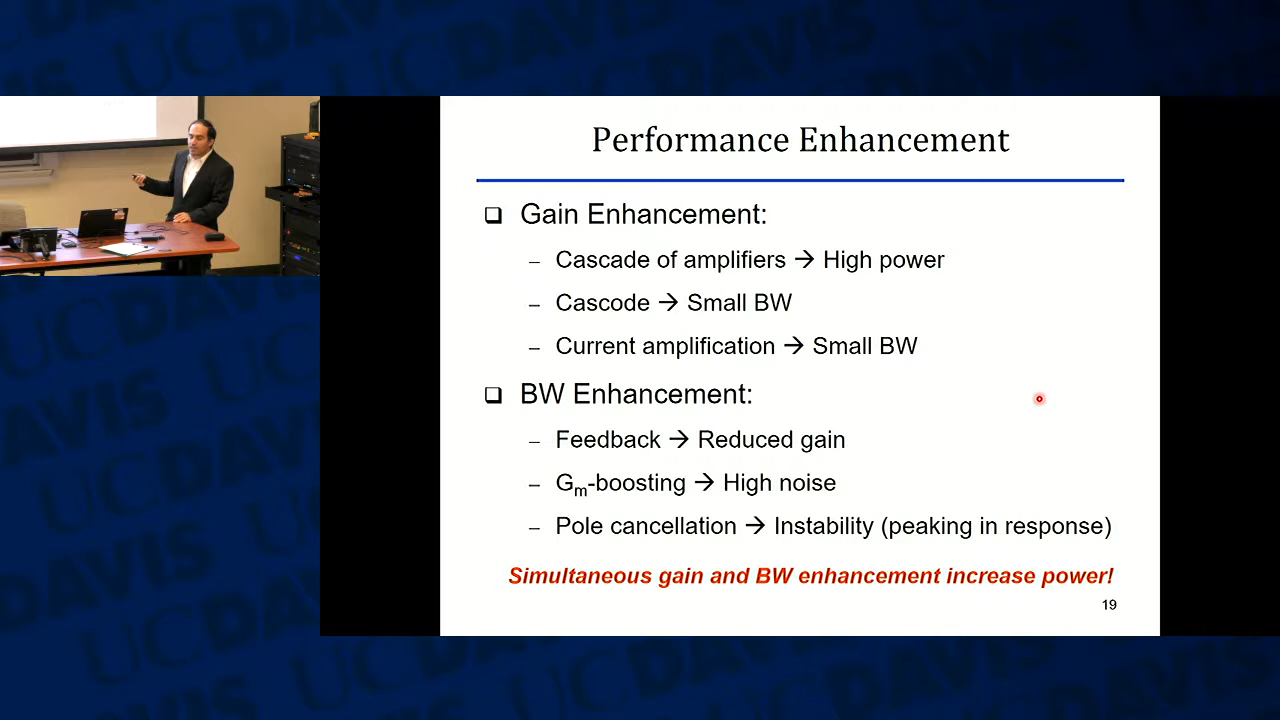 Performance Enhancement
❑ Gain Enhancement:
– Cascade of amplifiers → High power
– Cascode → Small BW
– Current amplification → Small BW
❑ BW Enhancement:
– Feedback → Reduced gain
– Gm-boosting → High noise
– Pole cancellation → Instability (peaking in response)
Simultaneous gain and BW enhancement increase power!
19
UCDAVIS